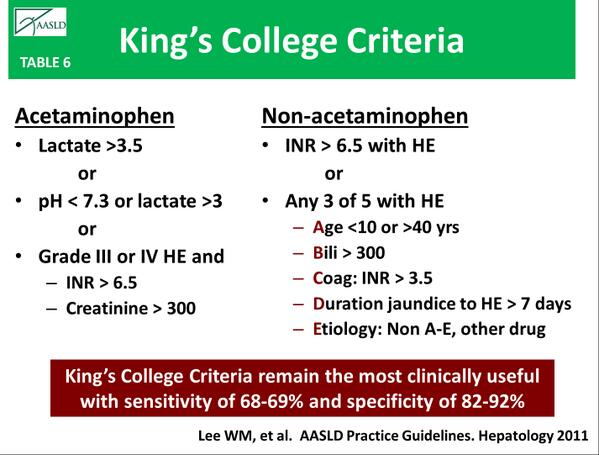 AASLD
King's College Criteria
TABLE 6
Acetaminophen
• Lactate >3.5
or
• pH < 7.3 or lactate >3
or
• Grade III or IV HE and
– INR > 6.5
– Creatinine > 300
Non-acetaminophen
• INR > 6.5 with HE
or
• Any 3 of 5 with HE
– Age <10 or >40 yrs
– Bili > 300
– Coag: INR > 3.5
– Duration jaundice to HE > 7 days
– Etiology: Non A-E, other drug
King's College Criteria remain the most clinically useful
with sensitivity of 68-69% and specificity of 82-92%
Lee WM, et al. AASLD Practice Guidelines. Hepatology 2011